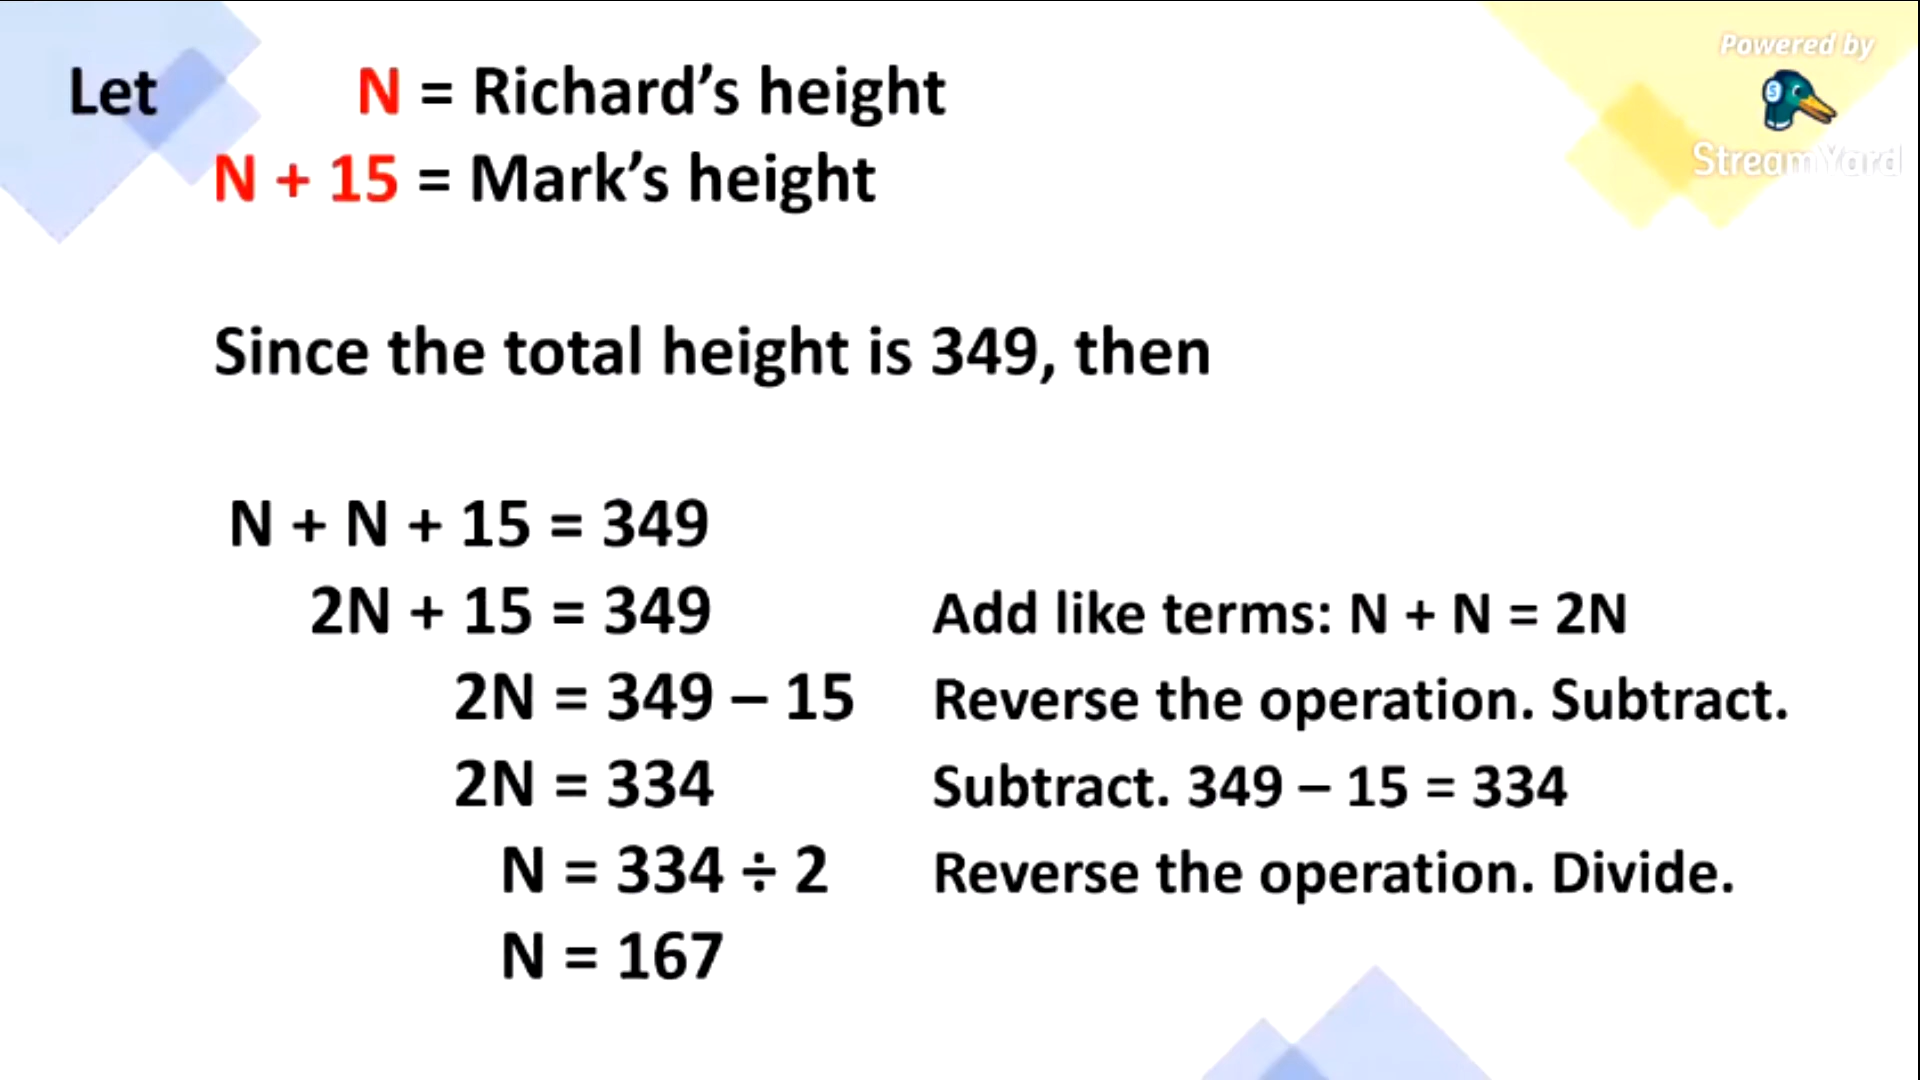 Powered by
StreamYard
Let N = Richard's height
N + 15 = Mark's height
Since the total height is 349, then
N + N + 15 = 349
2N + 15 = 349 Add like terms: N + N = 2N
2N = 349 – 15 Reverse the operation. Subtract.
2N = 334 Subtract. 349 – 15 = 334
N = 334 ÷ 2 Reverse the operation. Divide.
N = 167